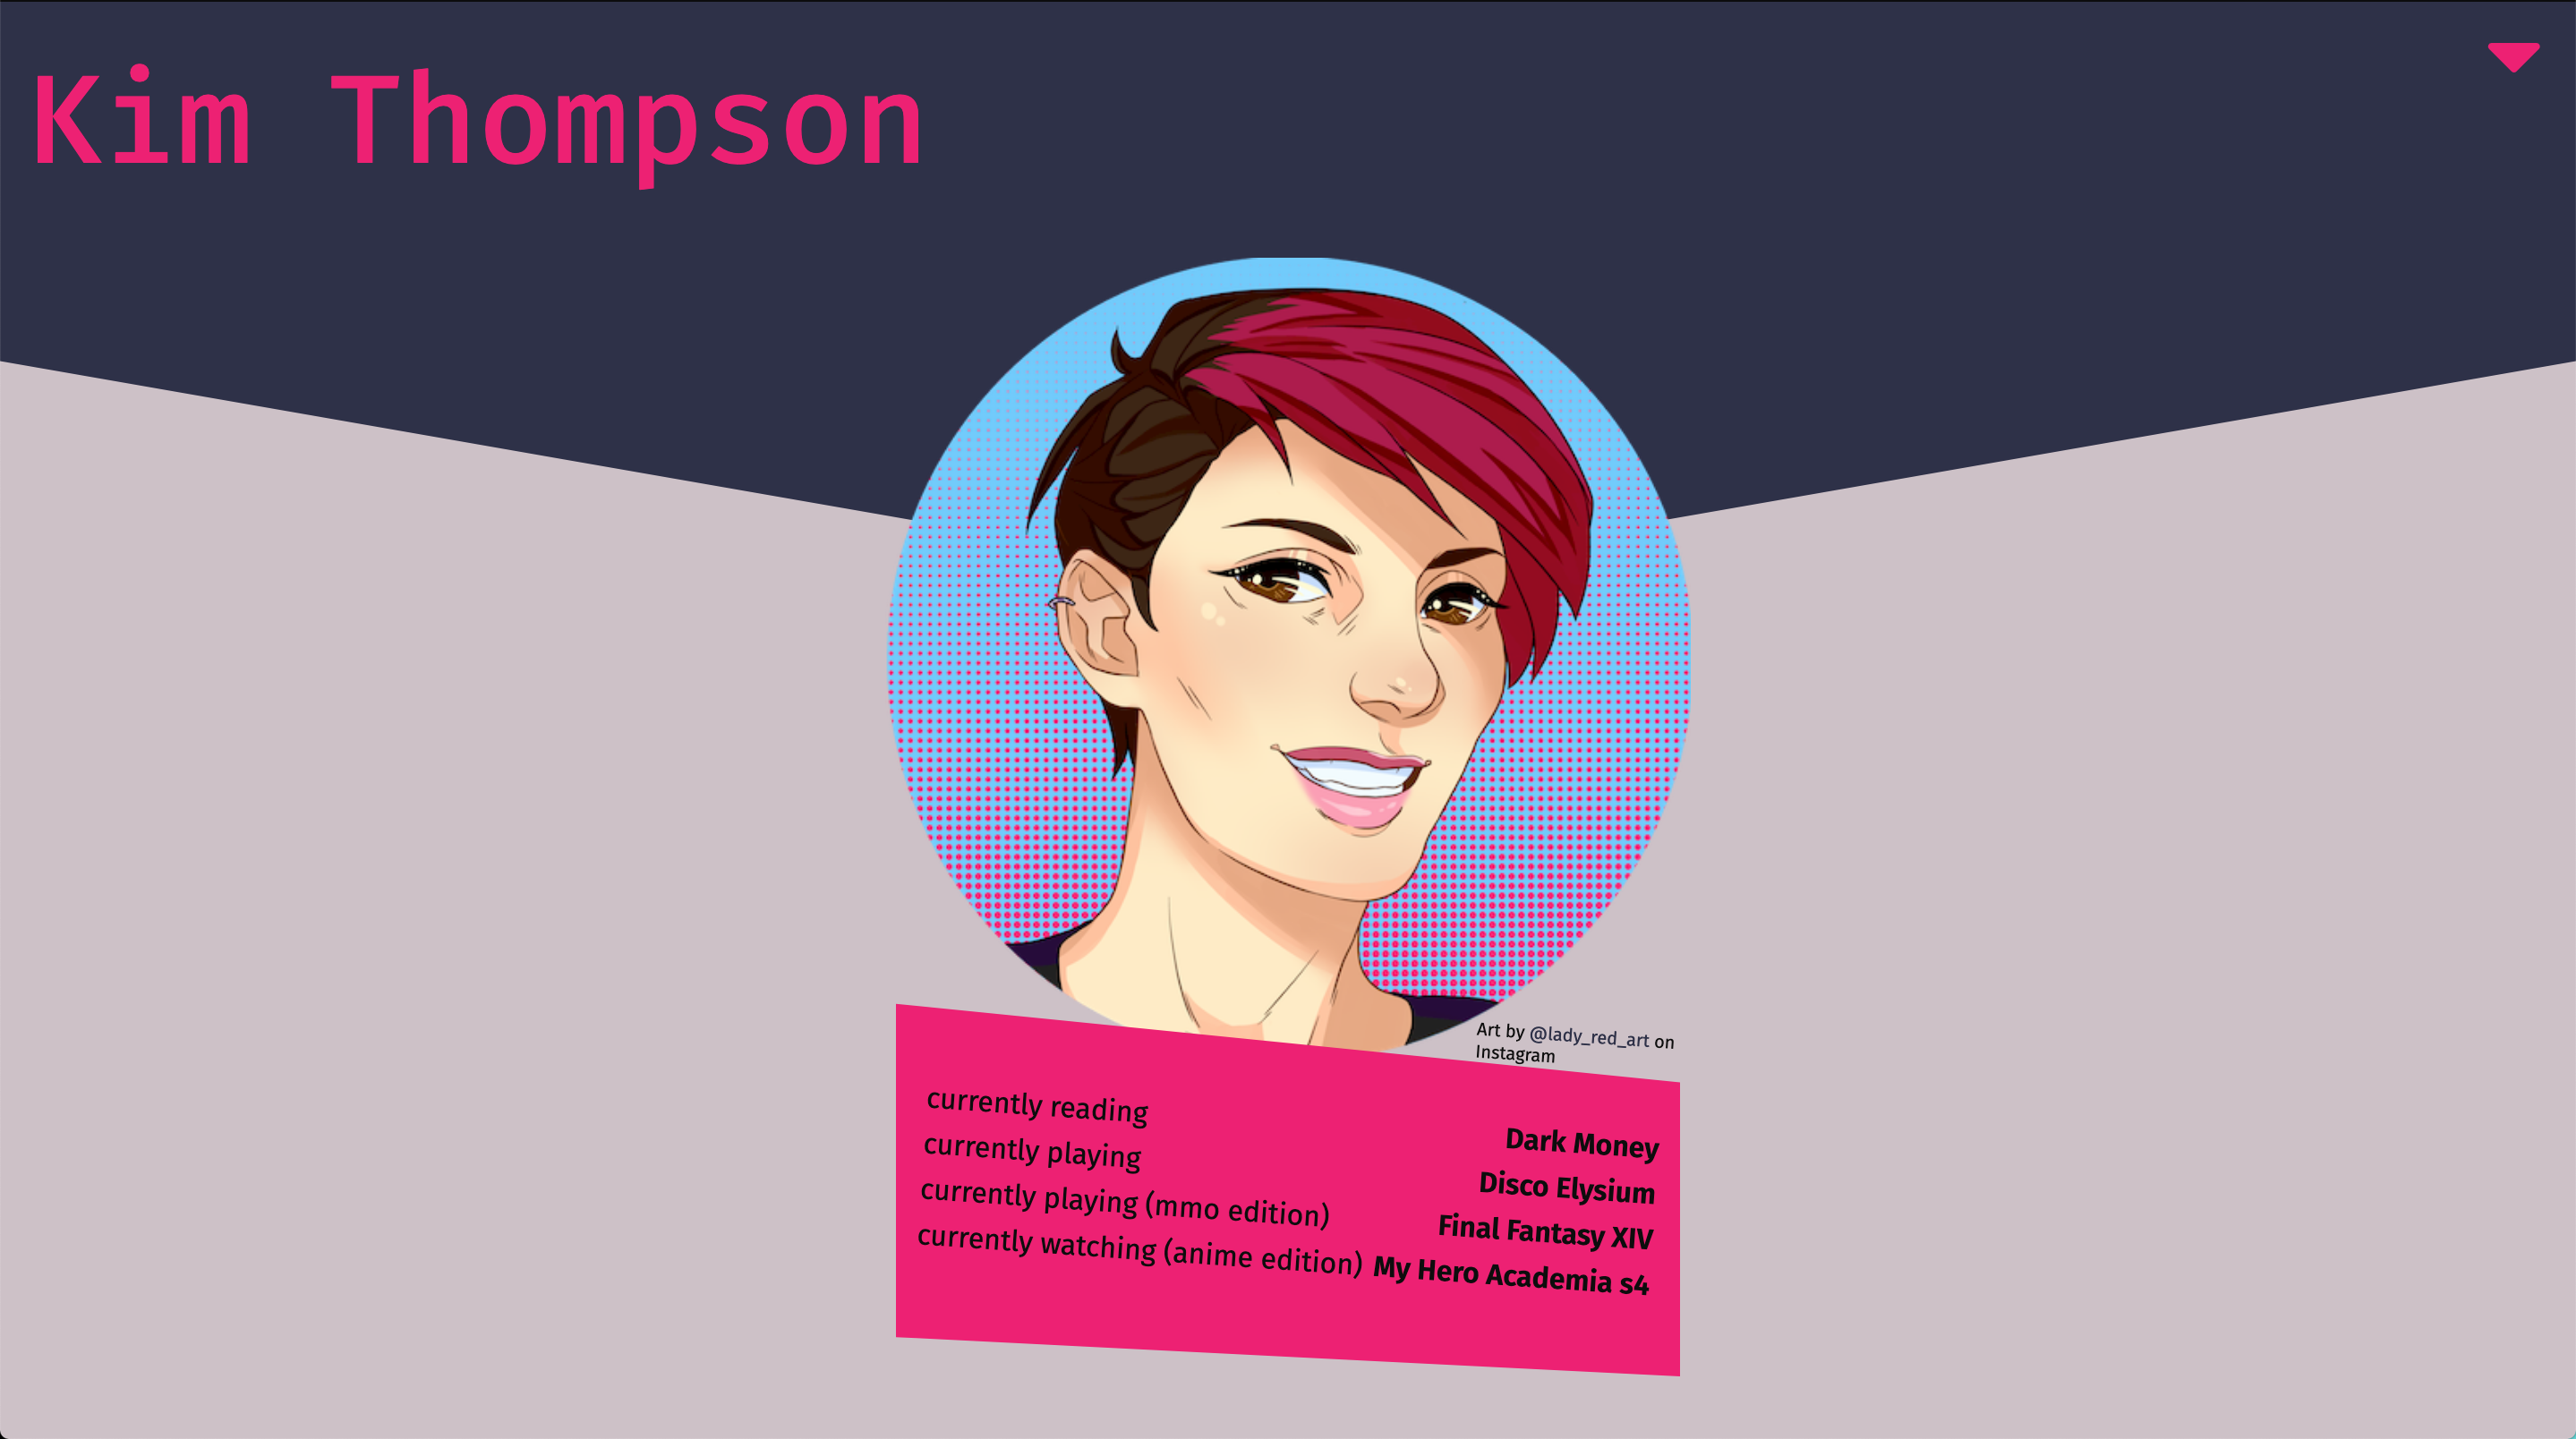 Kim Thompson
Art by @lady_red_art on
Instagram
currently reading Dark Money
currently playing Disco Elysium
currently playing (mmo edition) Final Fantasy XIV
currently watching (anime edition) My Hero Academia s4